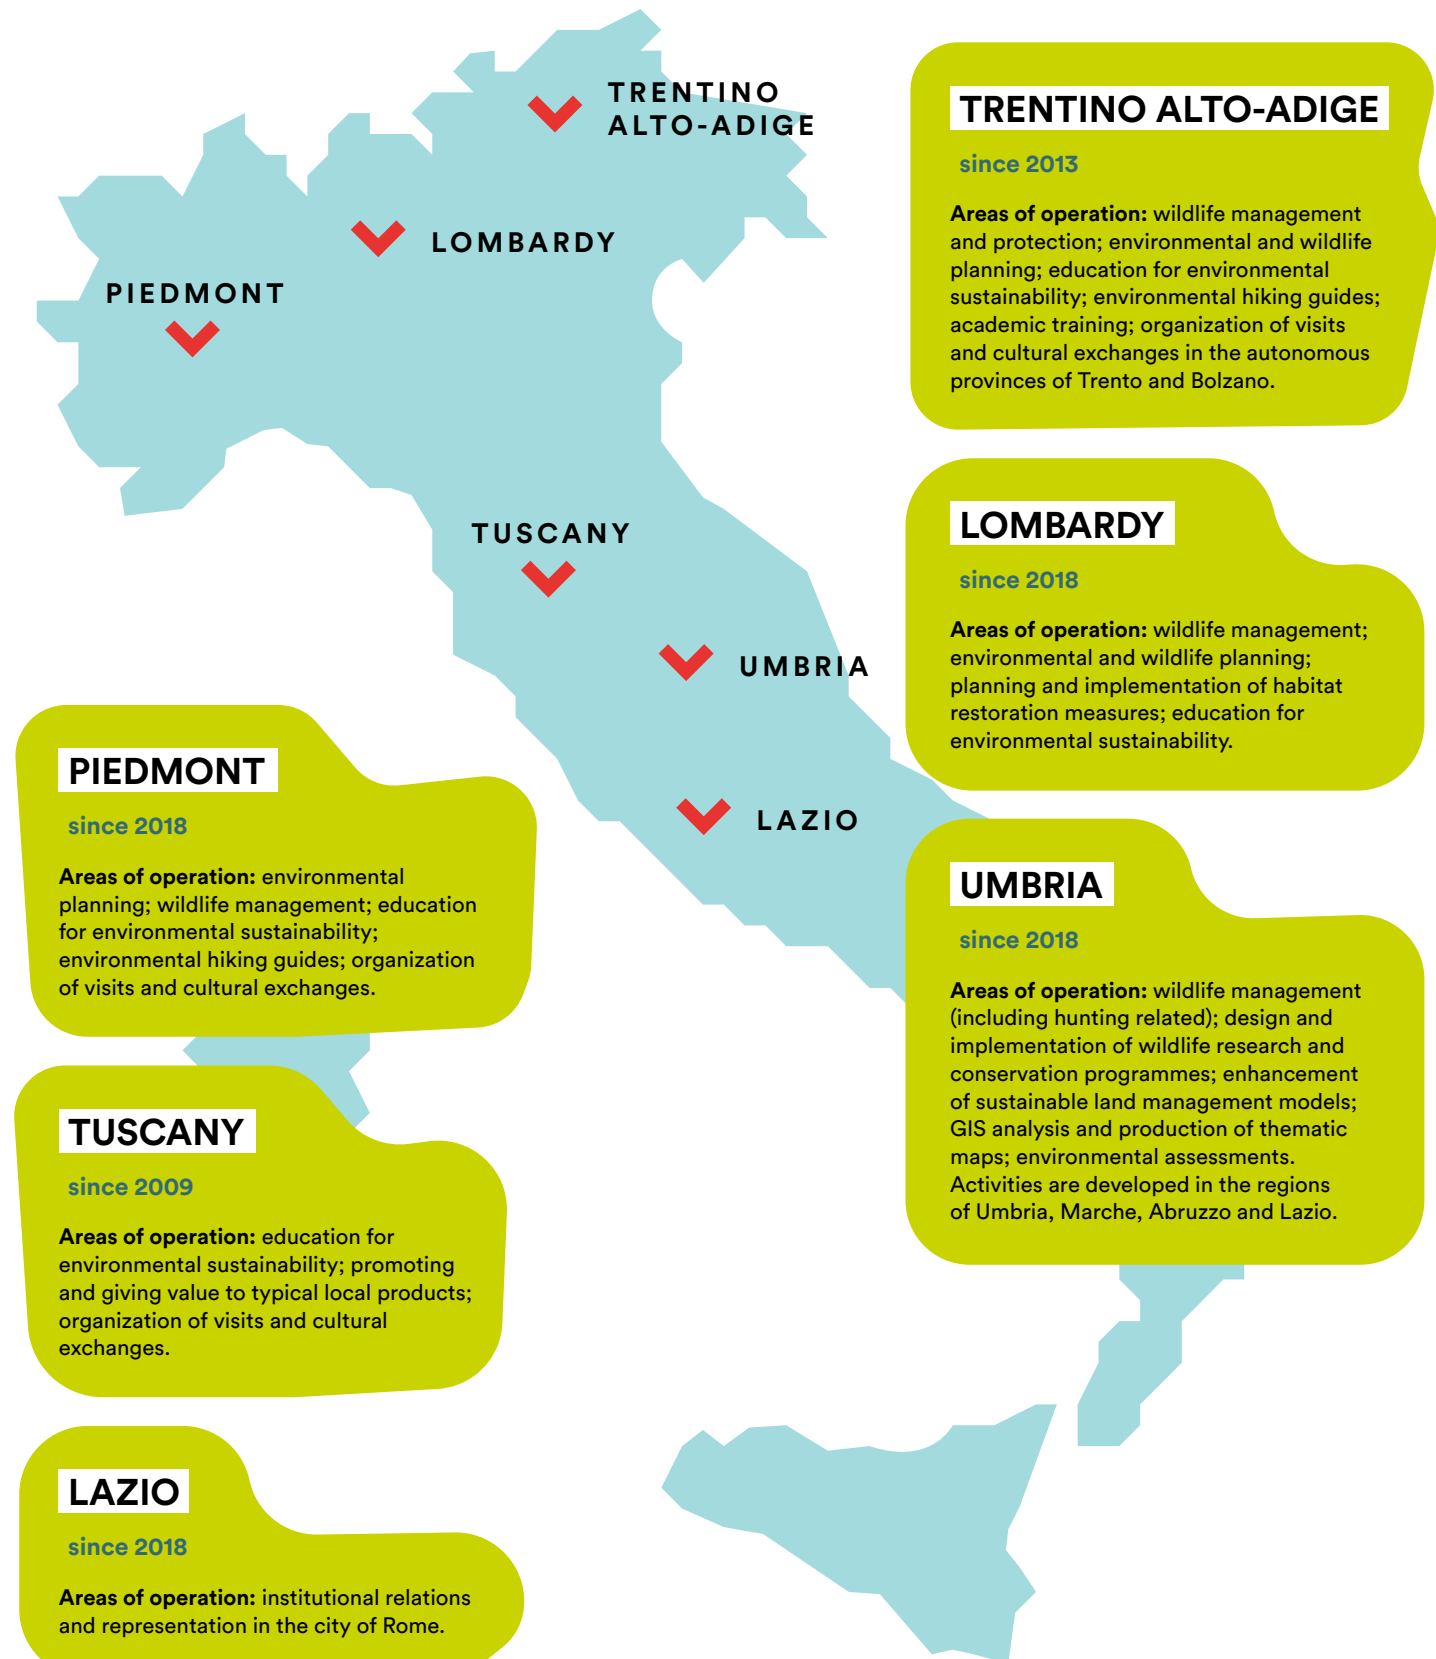 TRENTINO
ALTO-ADIGE
LOMBARDY
PIEDMONT
TUSCANY
UMBRIA
LAZIO
TRENTINO ALTO-ADIGE
since 2013
Areas of operation: wildlife management
and protection; environmental and wildlife
planning; education for environmental
sustainability; environmental hiking guides;
academic training; organization of visits
and cultural exchanges in the autonomous
provinces of Trento and Bolzano.
LOMBARDY
since 2018
Areas of operation: wildlife management;
environmental and wildlife planning;
planning and implementation of habitat
restoration measures; education for
environmental sustainability.
UMBRIA
since 2018
Areas of operation: wildlife management
(including hunting related); design and
implementation of wildlife research and
conservation programmes; enhancement
of sustainable land management models;
GIS analysis and production of thematic
maps; environmental assessments.
Activities are developed in the regions
of Umbria, Marche, Abruzzo and Lazio.
PIEDMONT
since 2018
Areas of operation: environmental
planning; wildlife management; education
for environmental sustainability;
environmental hiking guides; organization
of visits and cultural exchanges.
TUSCANY
since 2009
Areas of operation: education for
environmental sustainability; promoting
and giving value to typical local products;
organization of visits and cultural
exchanges.
LAZIO
since 2018
Areas of operation: institutional relations
and representation in the city of Rome.